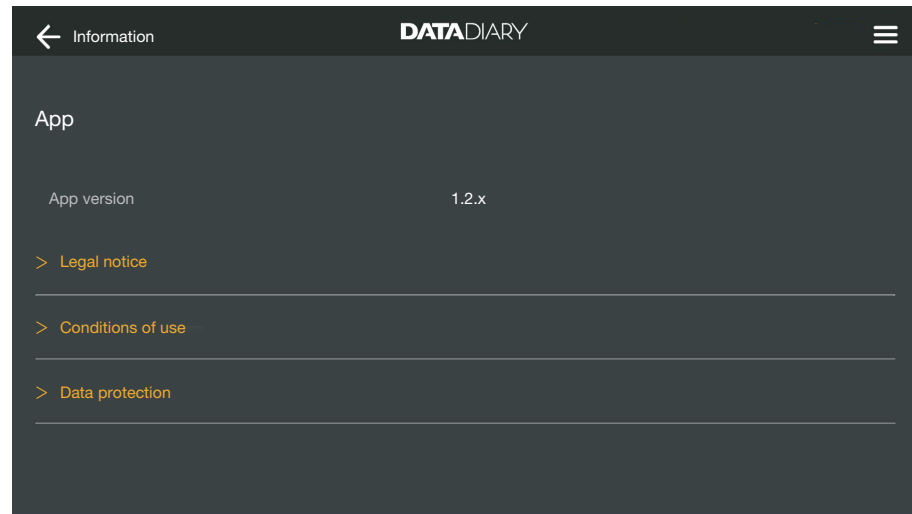 Information
DATADIARY
App
App version 1.2.x
> Legal notice
> Conditions of use
> Data protection